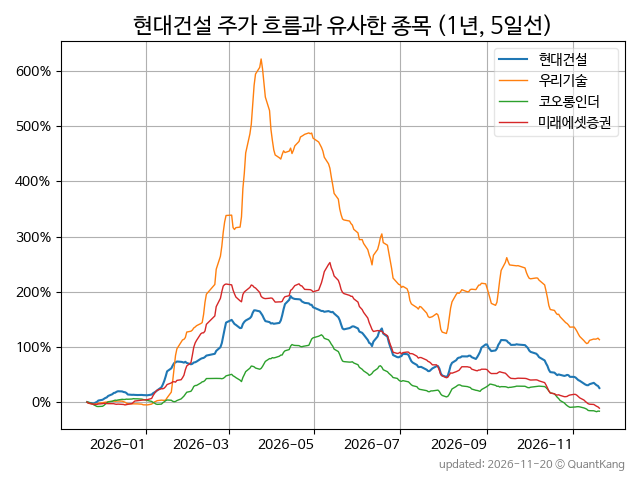 현대건설 주가 흐름과 유사한 종목 (1년, 5일선)
현대건설
우리기술
코오롱인더
미래에셋증권
600%
500%
400%
300%
200%
100%
0%
2026-01 2026-03 2026-05 2026-07 2026-09 2026-11
updated: 2026-11-20 © QuantKang